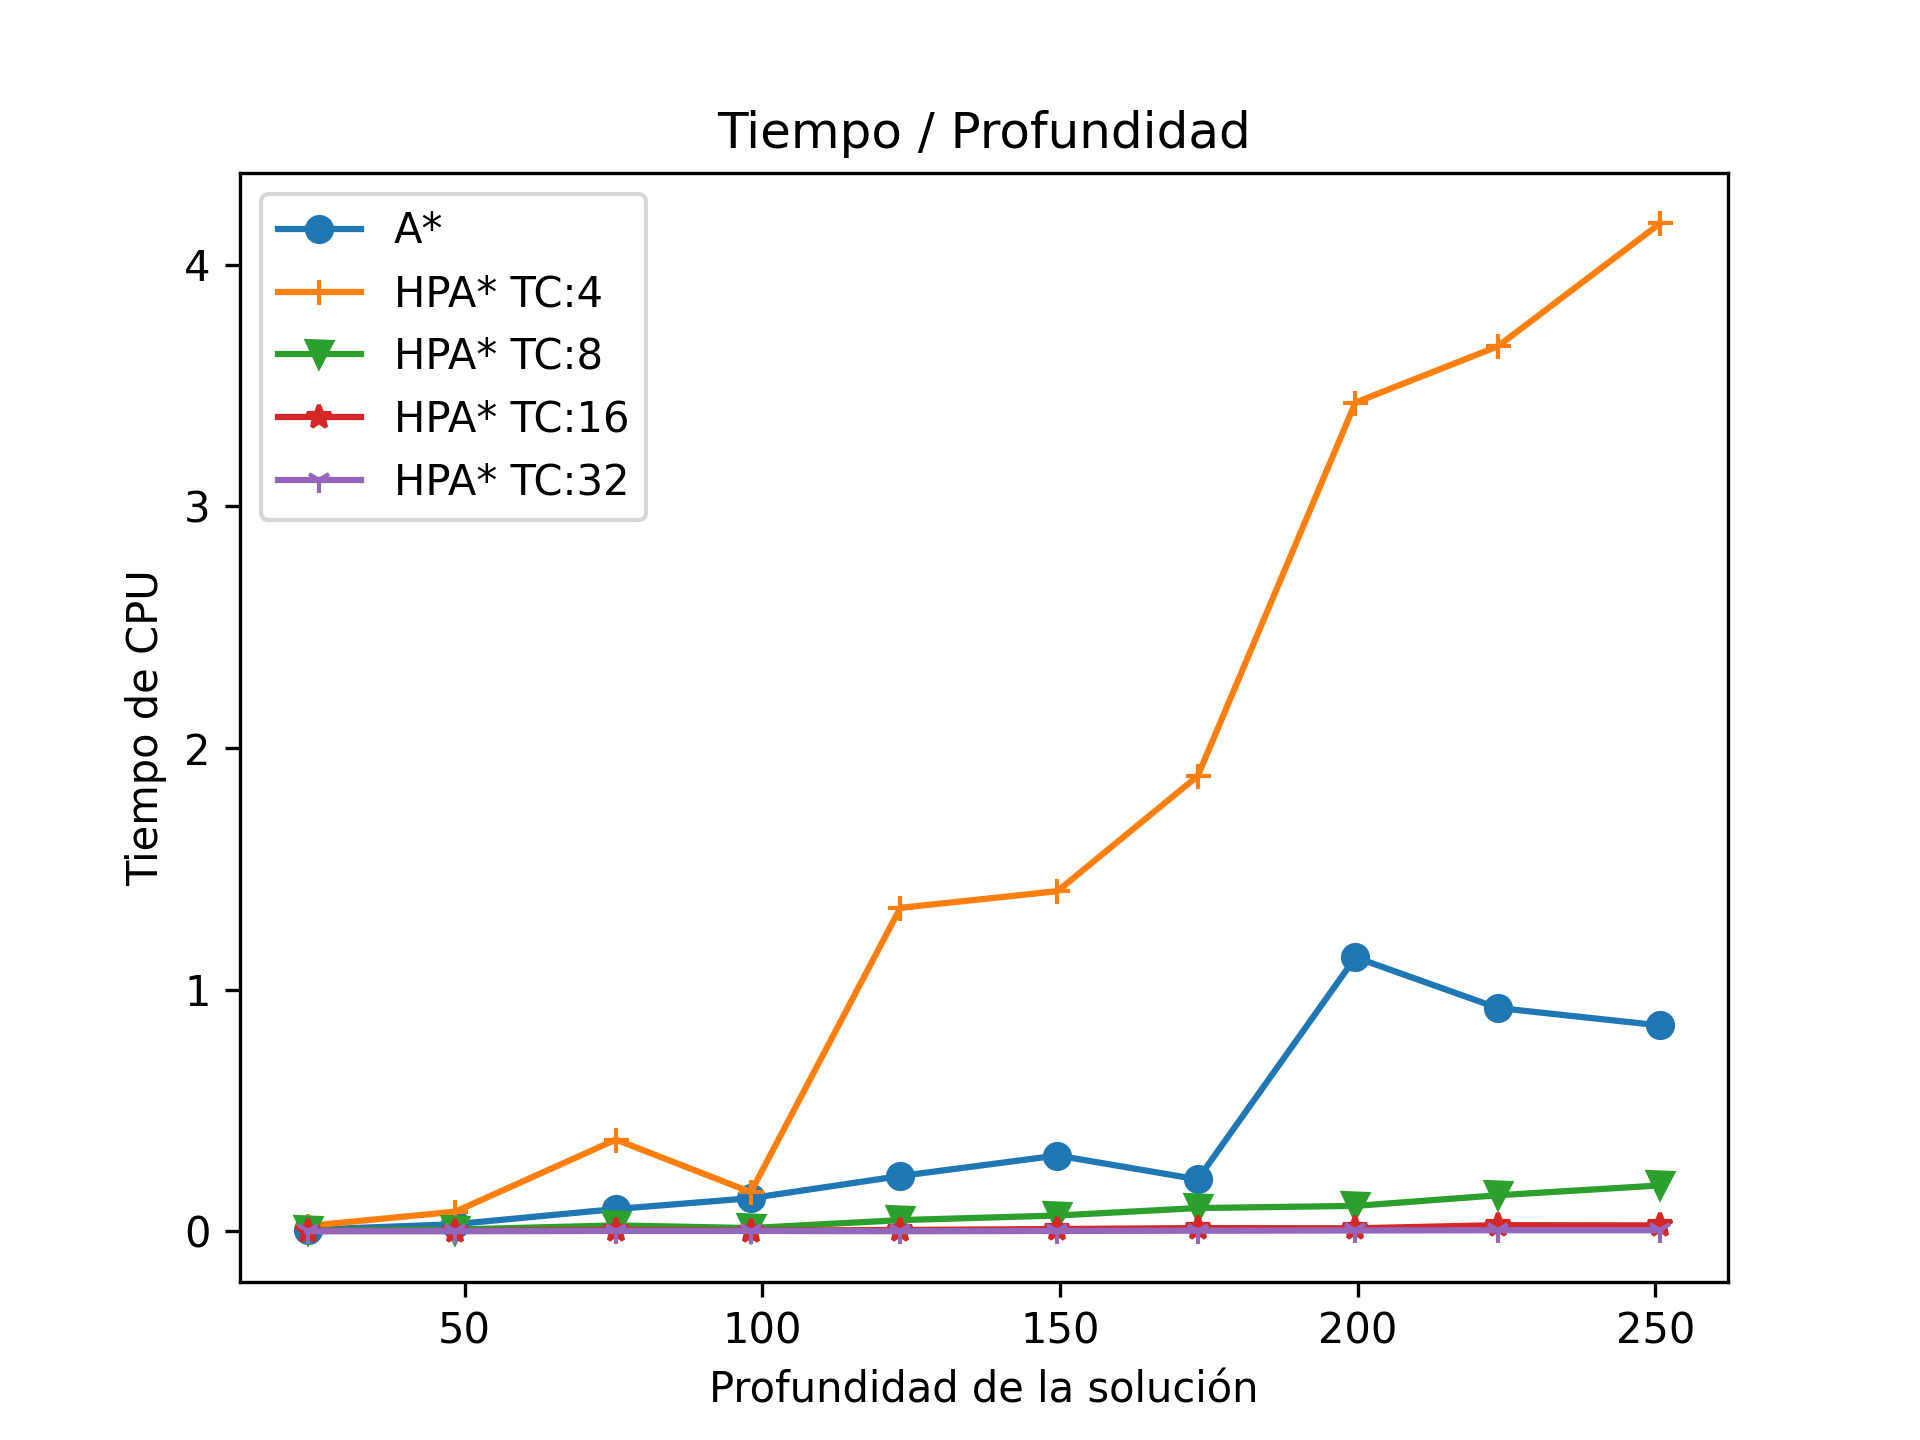 Tiempo / Profundidad
A*
HPA* TC:4
HPA* TC:8
HPA* TC:16
HPA* TC:32
4
3
2
1
0
Tiempo de CPU
50 100 150 200 250
Profundidad de la solución